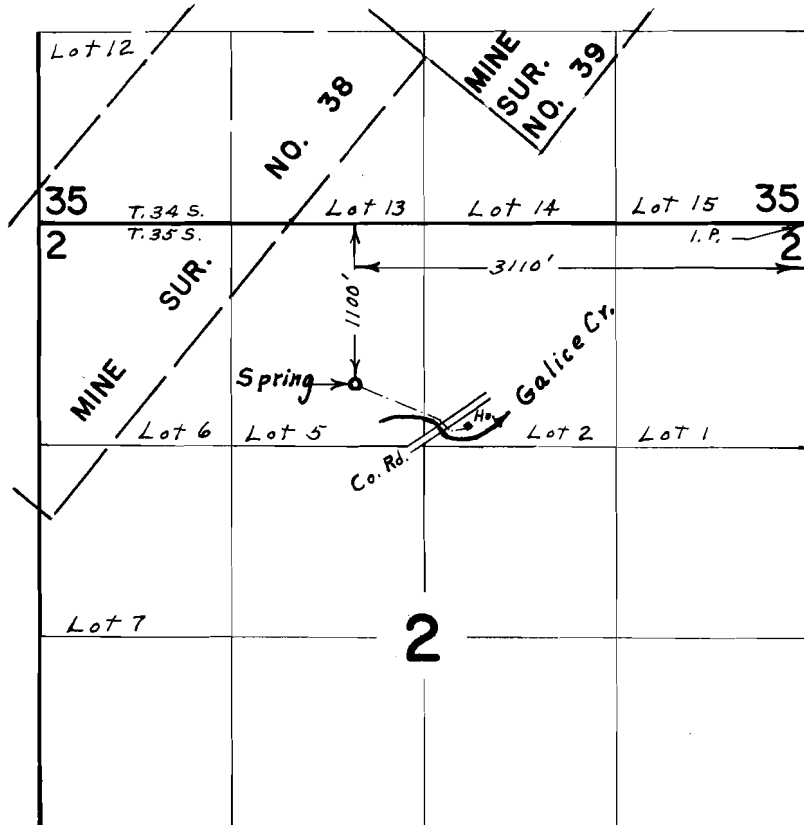 Lot 12
MINE
SUR.
NO. 39
NO. 38
35
T. 34 S.
Lot 13
Lot 14
Lot 15
35
2
T. 35 S.
I.P.
2
3110'
SUR.
1100'
MINE
Spring
Galice Cr.
Lot 6
Lot 5
Lot 2
Lot 1
Co. Rd.
Lot 7
2